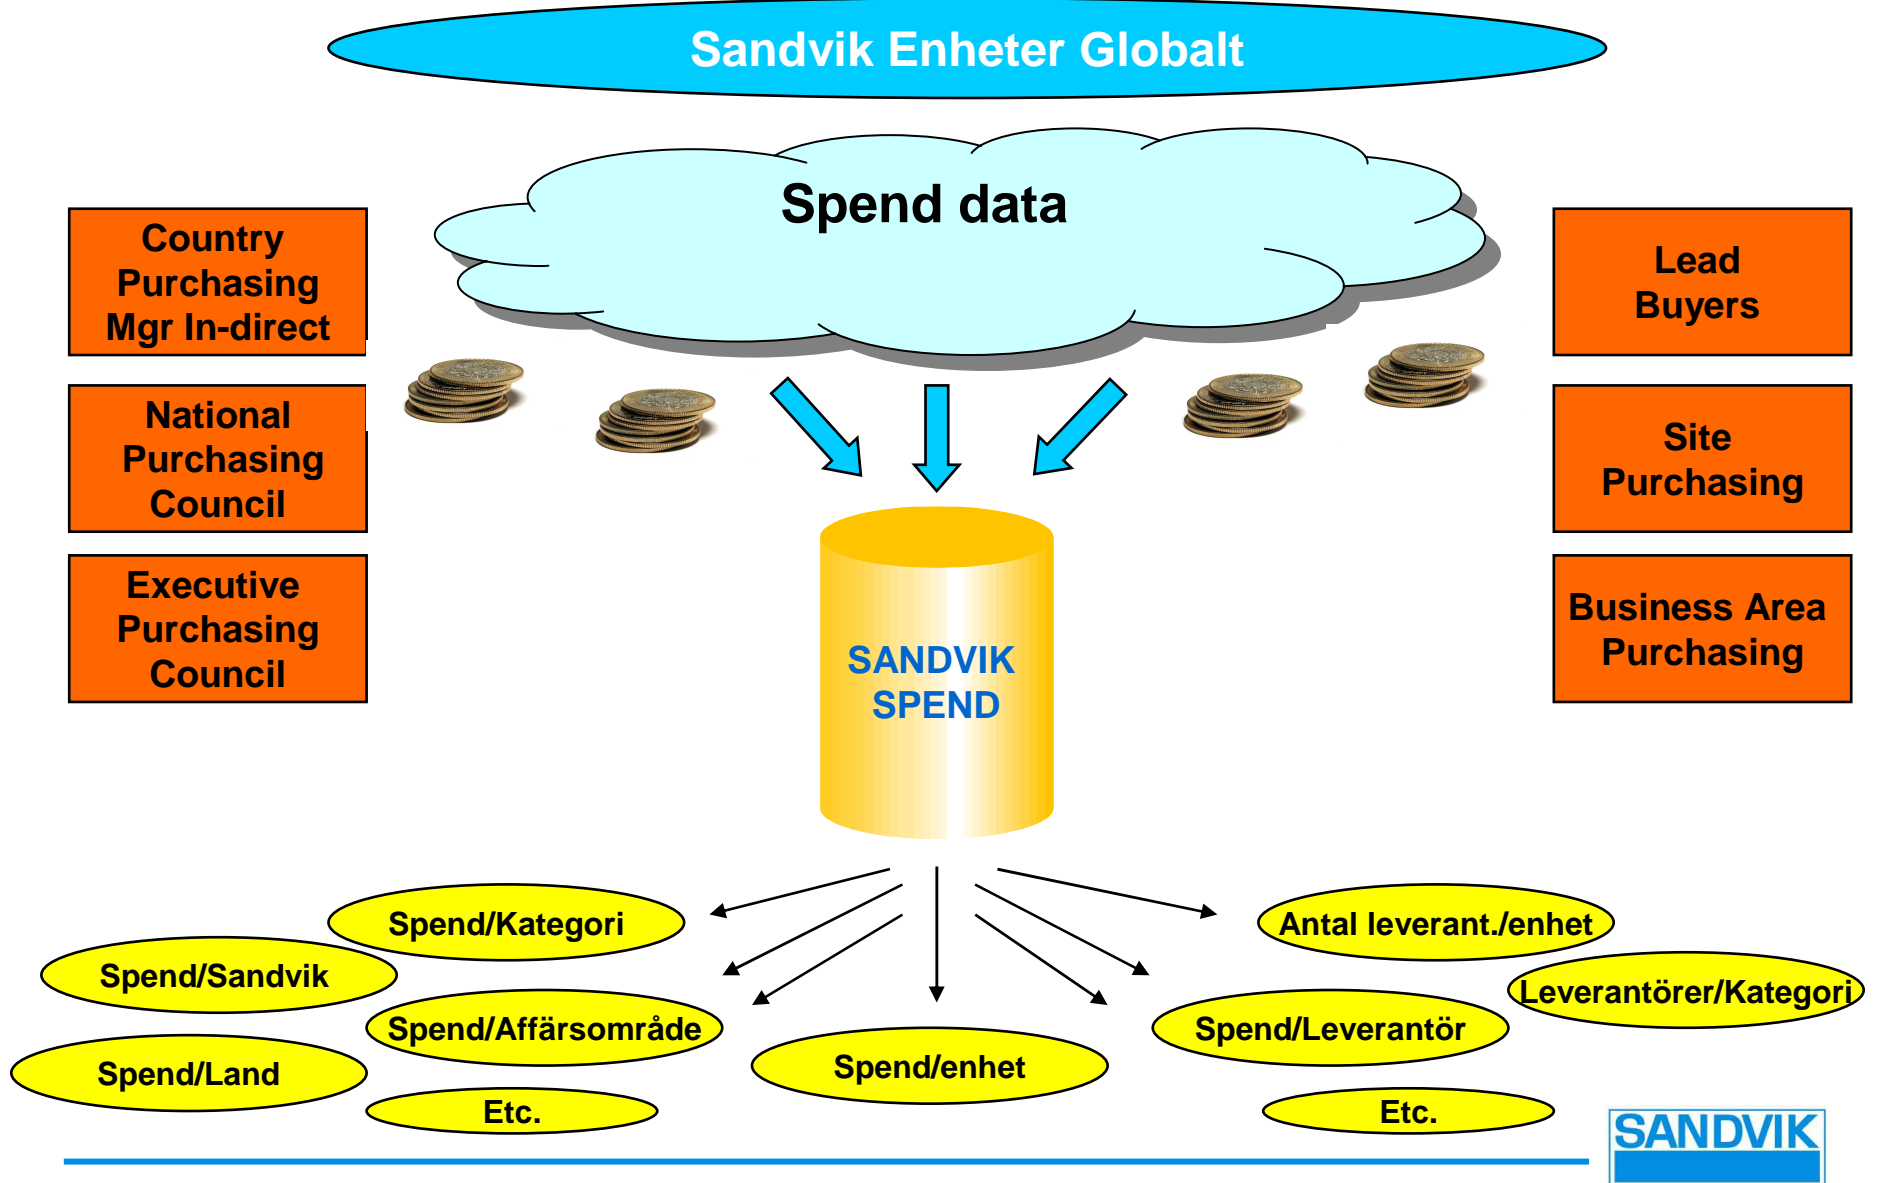 Sandvik Enheter Globalt
Spend data
Country
Purchasing
Mgr In-direct
National
Purchasing
Council
Executive
Purchasing
Council
Lead
Buyers
Site
Purchasing
Business Area
Purchasing
SANDVIK
SPEND
Spend/Kategori
Spend/Sandvik
Spend/Affärsområde
Spend/Land
Etc.
Spend/enhet
Antal leverant./enhet
Leverantörer/Kategori
Spend/Leverantör
Etc.
SANDVIK